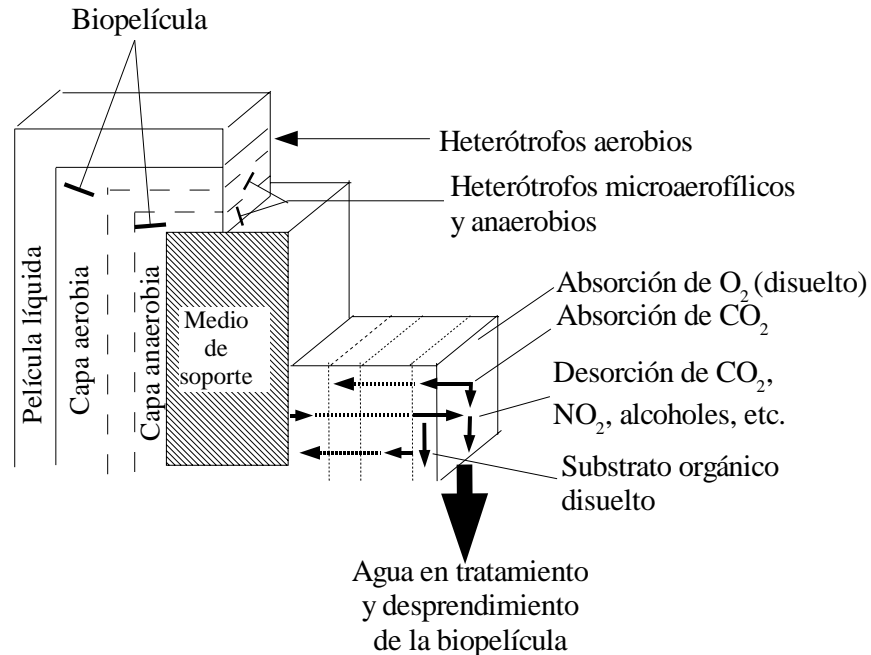 Biopelícula
Heterótrofos aerobios
Heterótrofos microaerofílicos
y anaerobios
Película líquida
Capa aerobia
Capa anaerobia
Medio
de
soporte
Absorción de O₂ (disuelto)
Absorción de CO₂
Desorción de CO₂,
NO₂, alcoholes, etc.
Substrato orgánico
disuelto
Agua en tratamiento
y desprendimiento
de la biopelícula